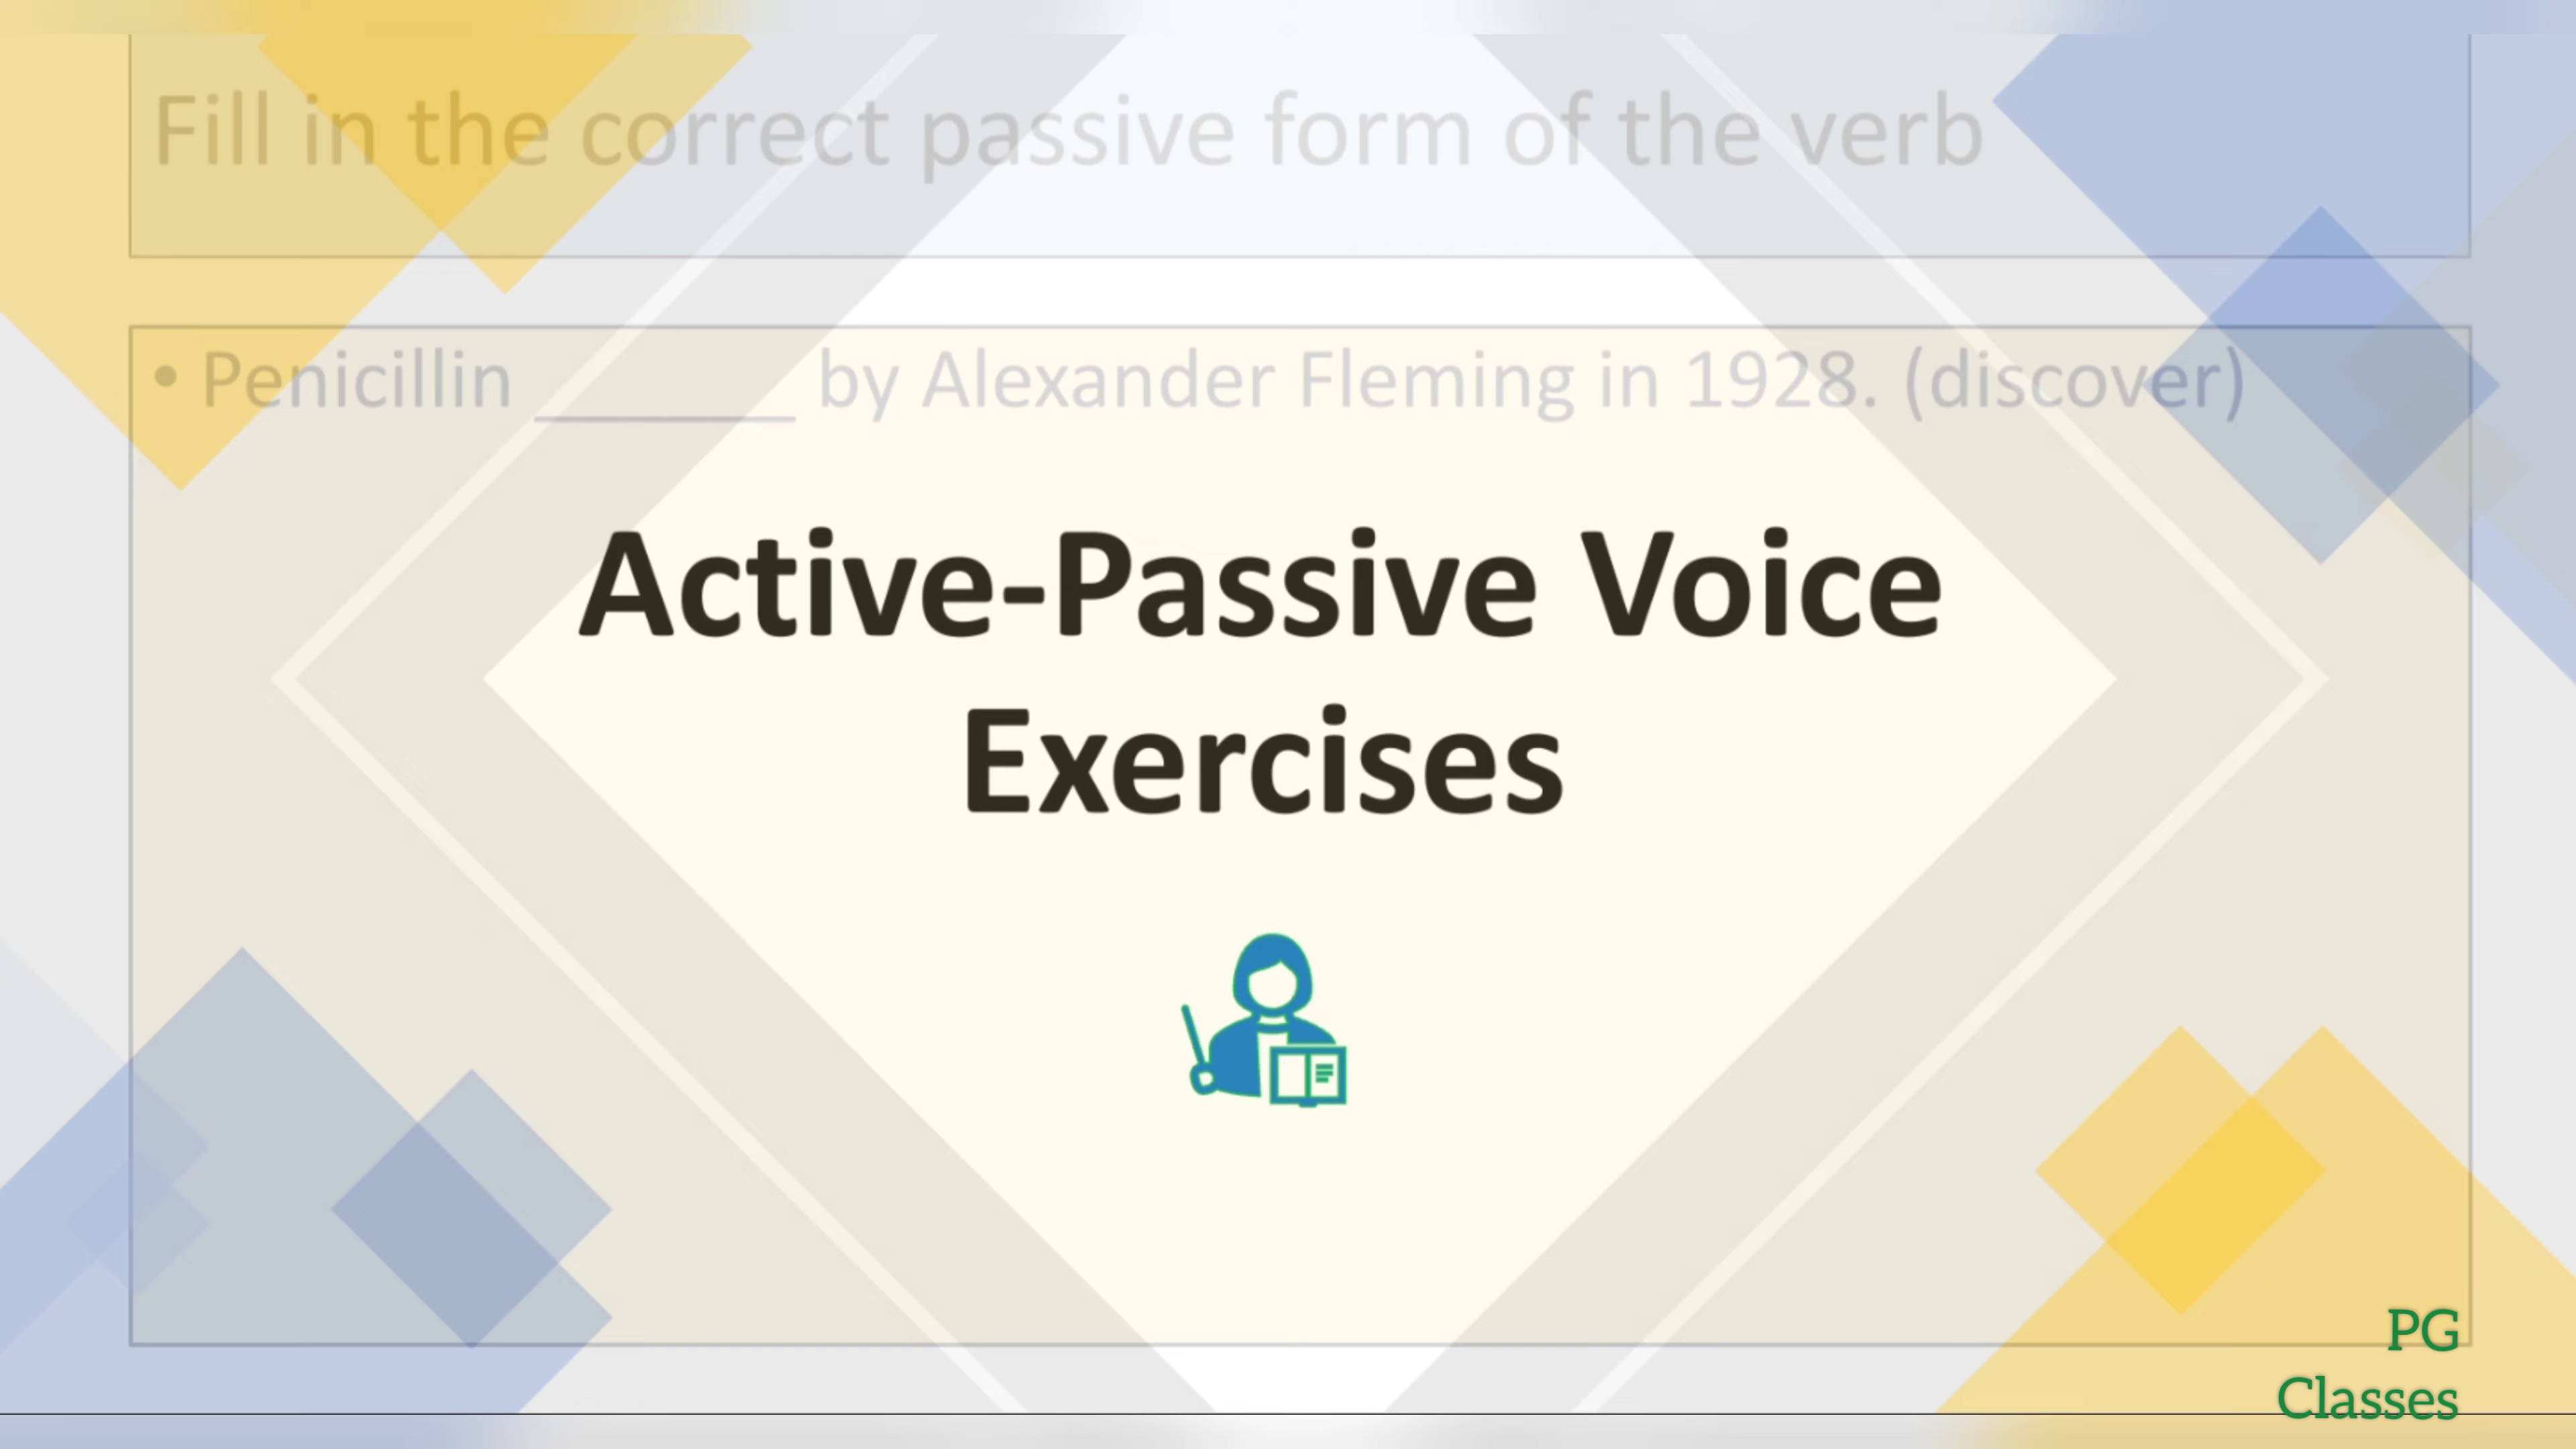 Fill in the correct passive form of the verb
• Penicillin _______ by Alexander Fleming in 1928. (discover)
Active-Passive Voice
Exercises
PG
Classes